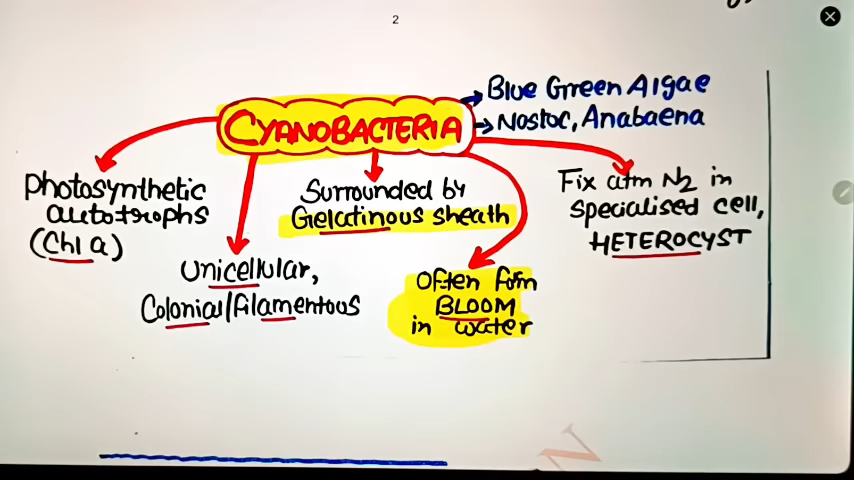 2
Blue Green Algae
CYANOBACTERIA
Nostoc, Anabaena
Photosynthetic
autotrophs
(Chl a)
Unicellular,
Colonial/filamentous
Surrounded by
Gelatinous sheath
Often form
BLOOM
in water
Fix atm N2 in
specialised cell,
HETEROCYST
N